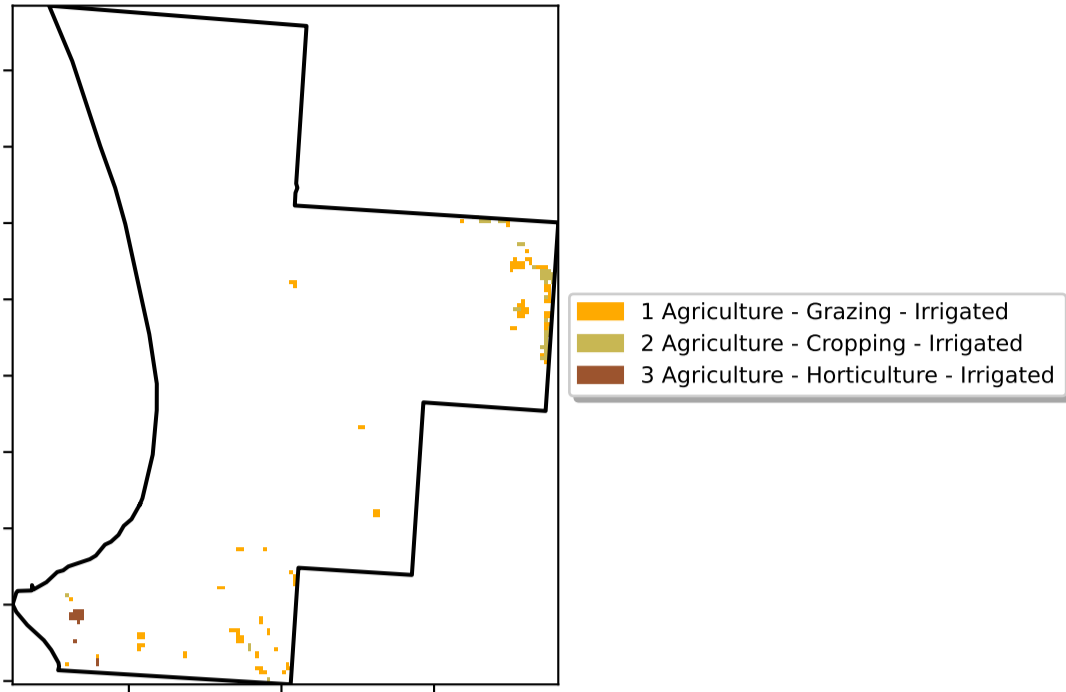 1 Agriculture - Grazing - Irrigated
2 Agriculture - Cropping - Irrigated
3 Agriculture - Horticulture - Irrigated